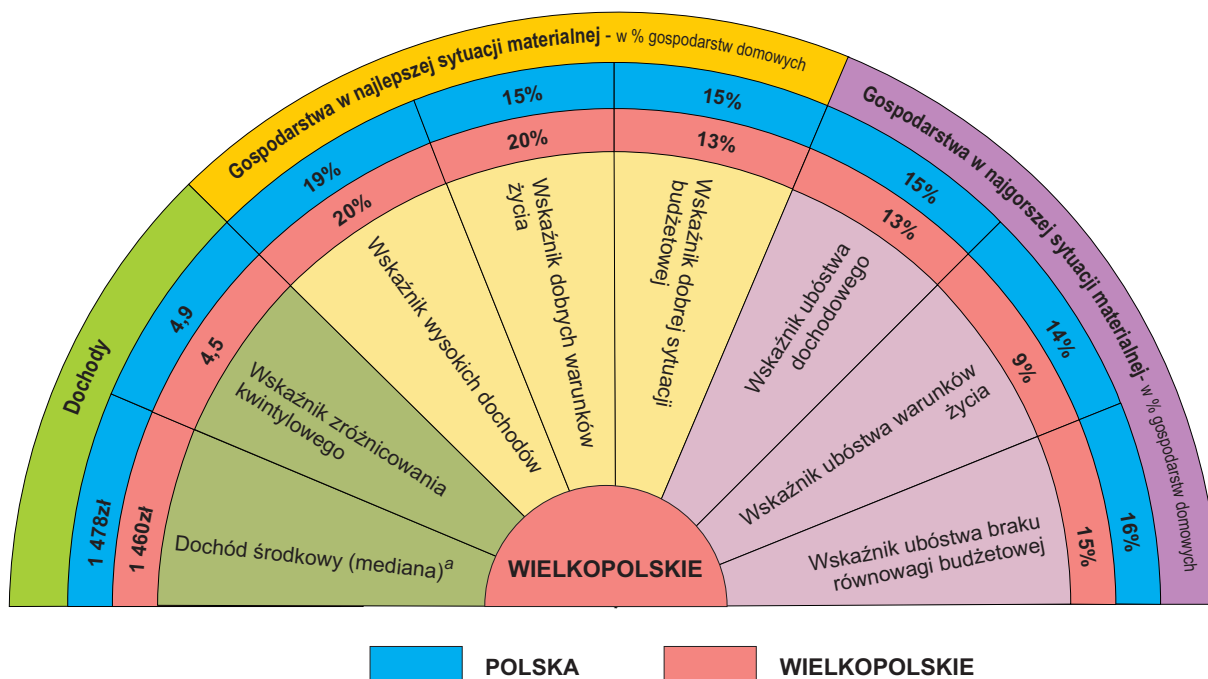 Dochody
Gospodarstwa w najlepszej sytuacji materialnej - w % gospodarstw domowych
Gospodarstwa w najgorszej sytuacji materialnej- w % gospodarstw domowych
1 478zł
4,9
19%
15%
15%
15%
14%
16%
1 460zł
4,5
20%
20%
13%
13%
9%
15%
Dochód środkowy (mediana)a
Wskaźnik zróżnicowania
kwintylowego
Wskaźnik wysokich dochodów
Wskaźnik dobrych warunków
życia
Wskaźnik dobrej sytuacji
budżetowej
Wskaźnik ubóstwa
dochodowego
Wskaźnik ubóstwa warunków
życia
Wskaźnik ubóstwa braku
równowagi budżetowej
WIELKOPOLSKIE
POLSKA
WIELKOPOLSKIE